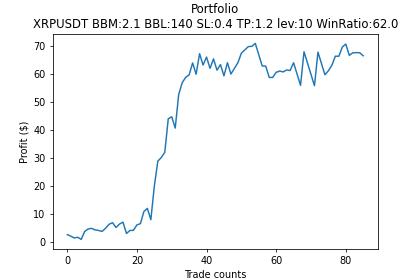 Portfolio
XRPUSDT BBM:2.1 BBL:140 SL:0.4 TP:1.2 lev:10 WinRatio:62.0
70
60
50
40
30
20
10
0
Profit ($)
0 20 40 60 80
Trade counts